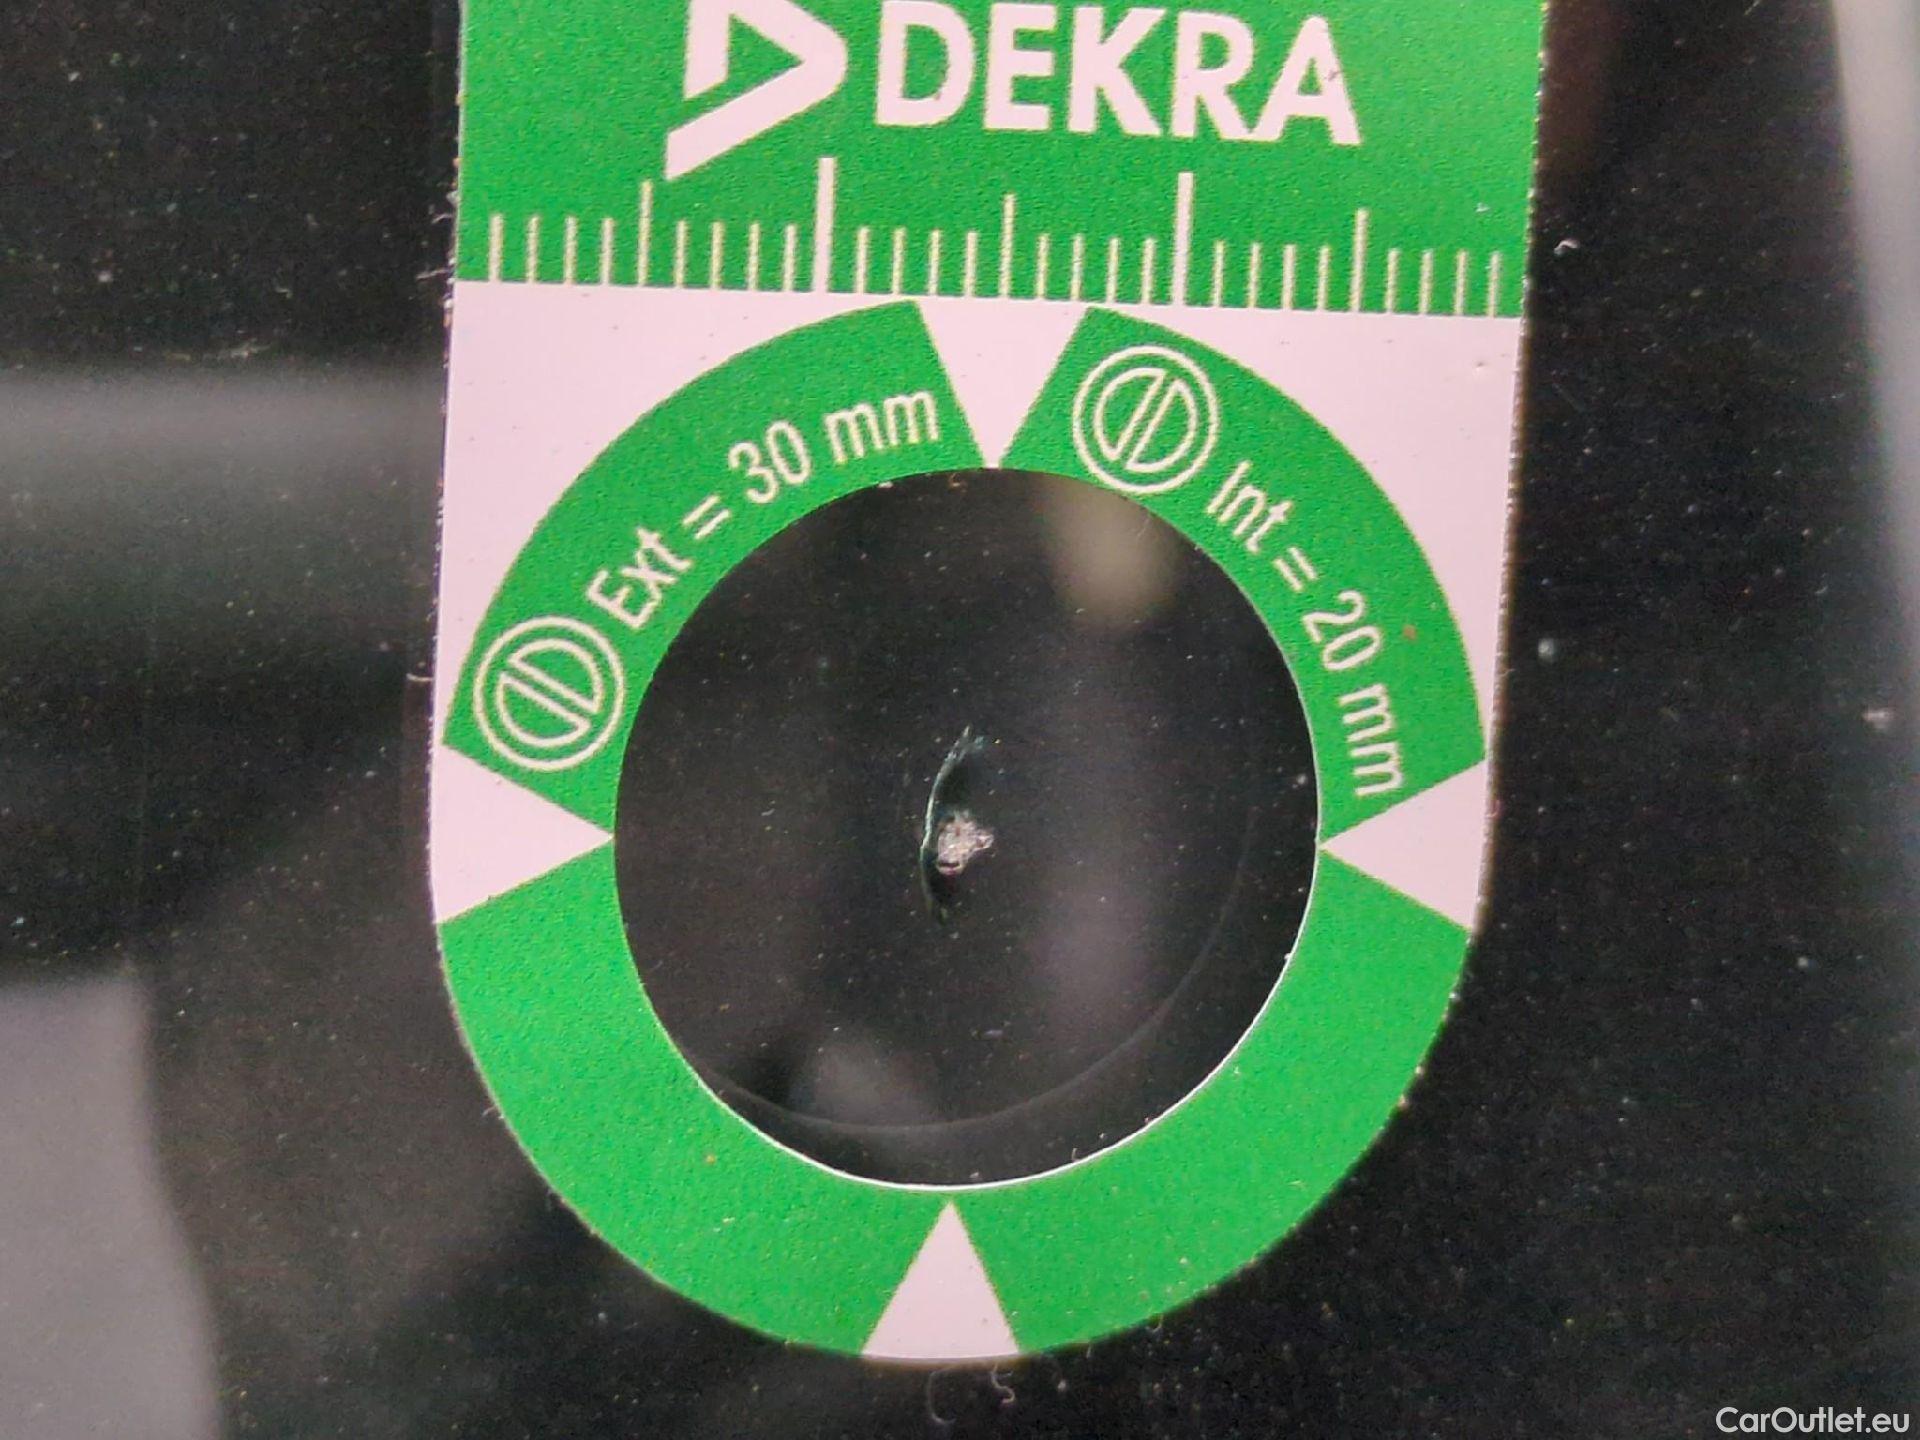 DEKRA
Ext = 30 mm
Int = 20 mm
CarOutlet.eu